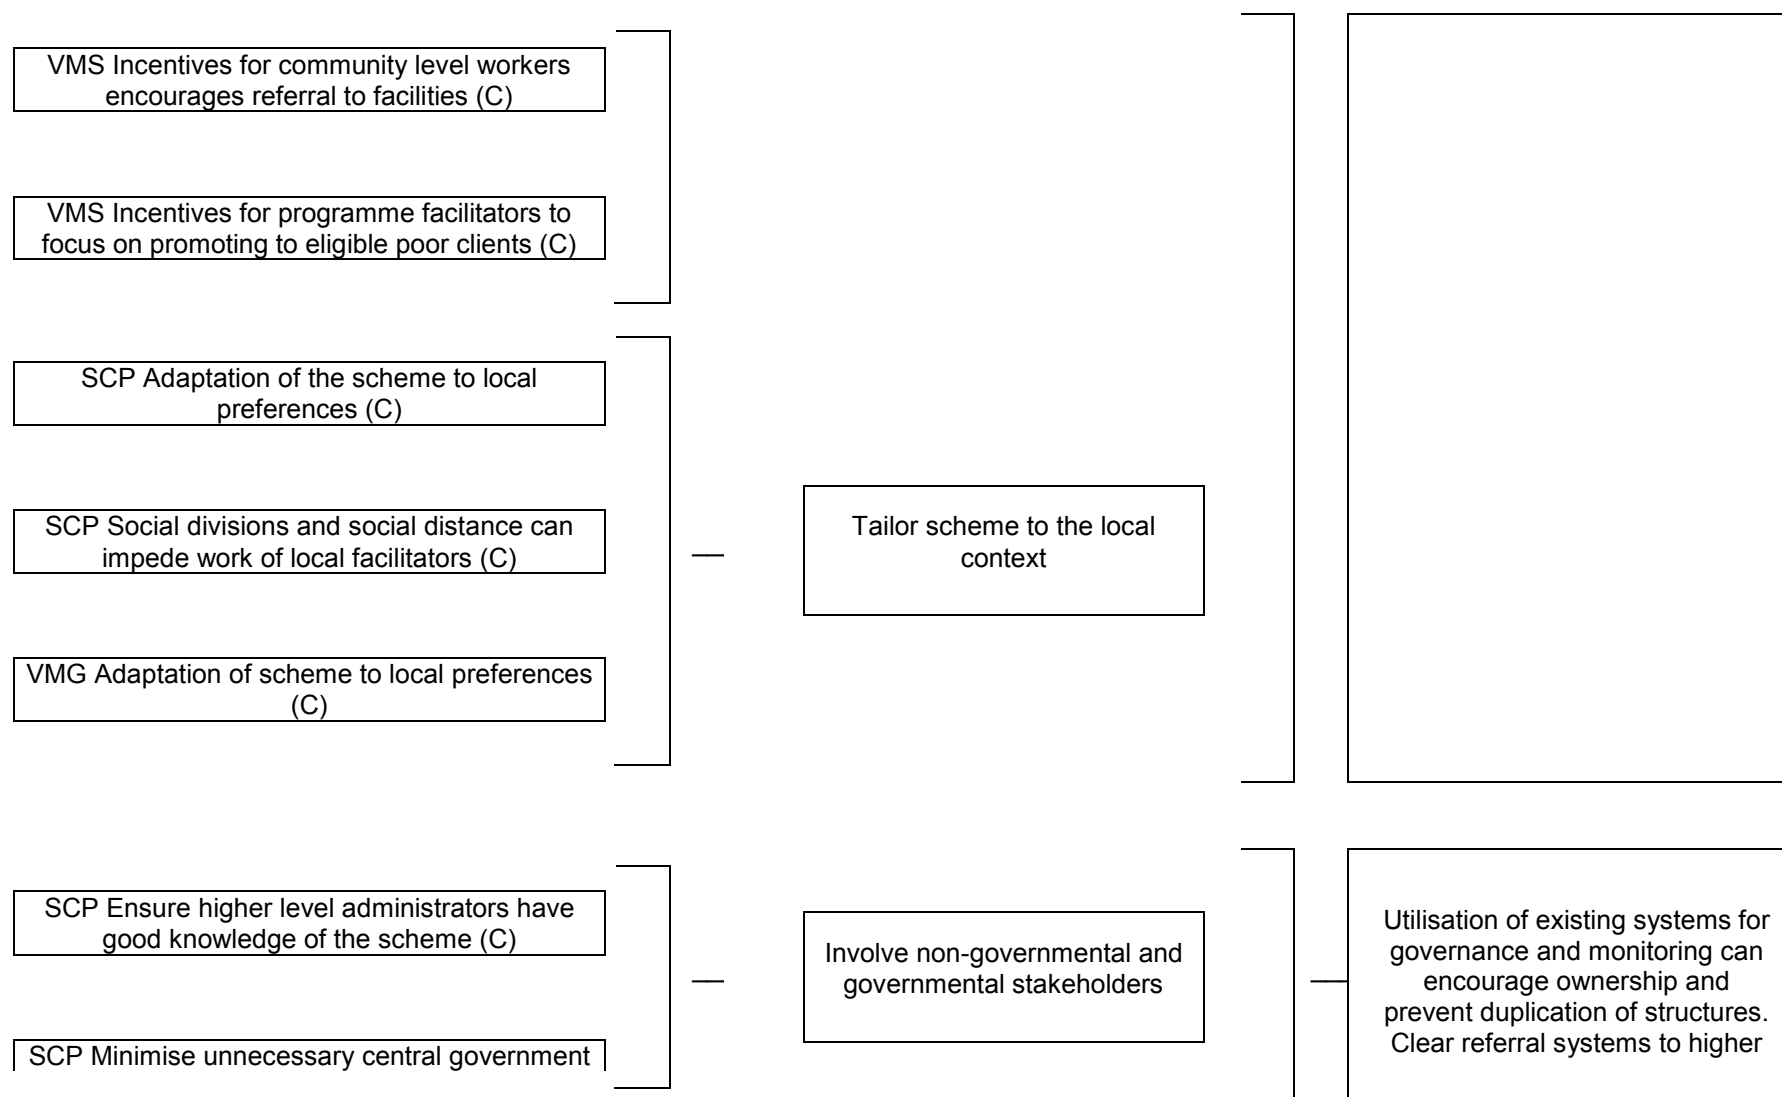 VMS Incentives for community level workers
encourages referral to facilities (C)
VMS Incentives for programme facilitators to
focus on promoting to eligible poor clients (C)
SCP Adaptation of the scheme to local
preferences (C)
SCP Social divisions and social distance can
impede work of local facilitators (C)
VMG Adaptation of scheme to local preferences
(C)
Tailor scheme to the local
context
SCP Ensure higher level administrators have
good knowledge of the scheme (C)
SCP Minimise unnecessary central government
Involve non-governmental and
governmental stakeholders
Utilisation of existing systems for
governance and monitoring can
encourage ownership and
prevent duplication of structures.
Clear referral systems to higher